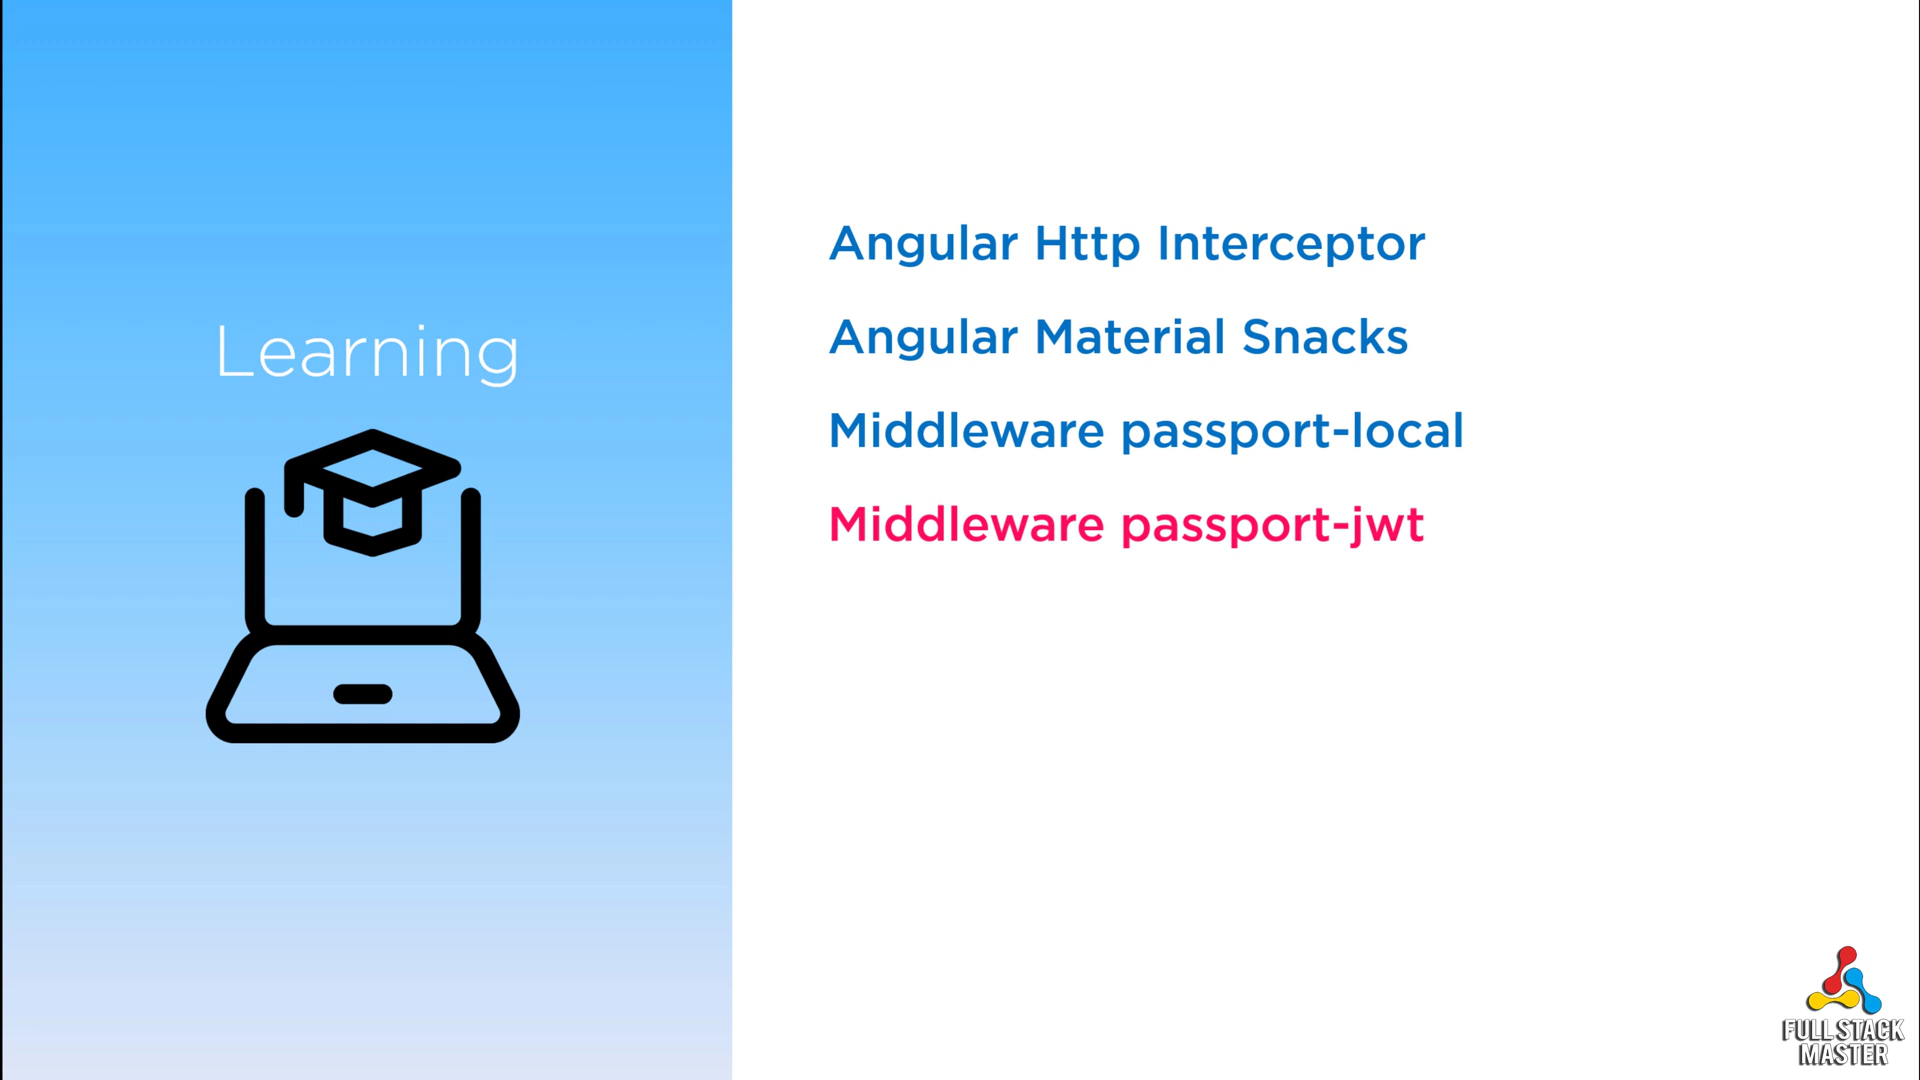 Learning
Angular Http Interceptor
Angular Material Snacks
Middleware passport-local
Middleware passport-jwt
FULL STACK
MASTER